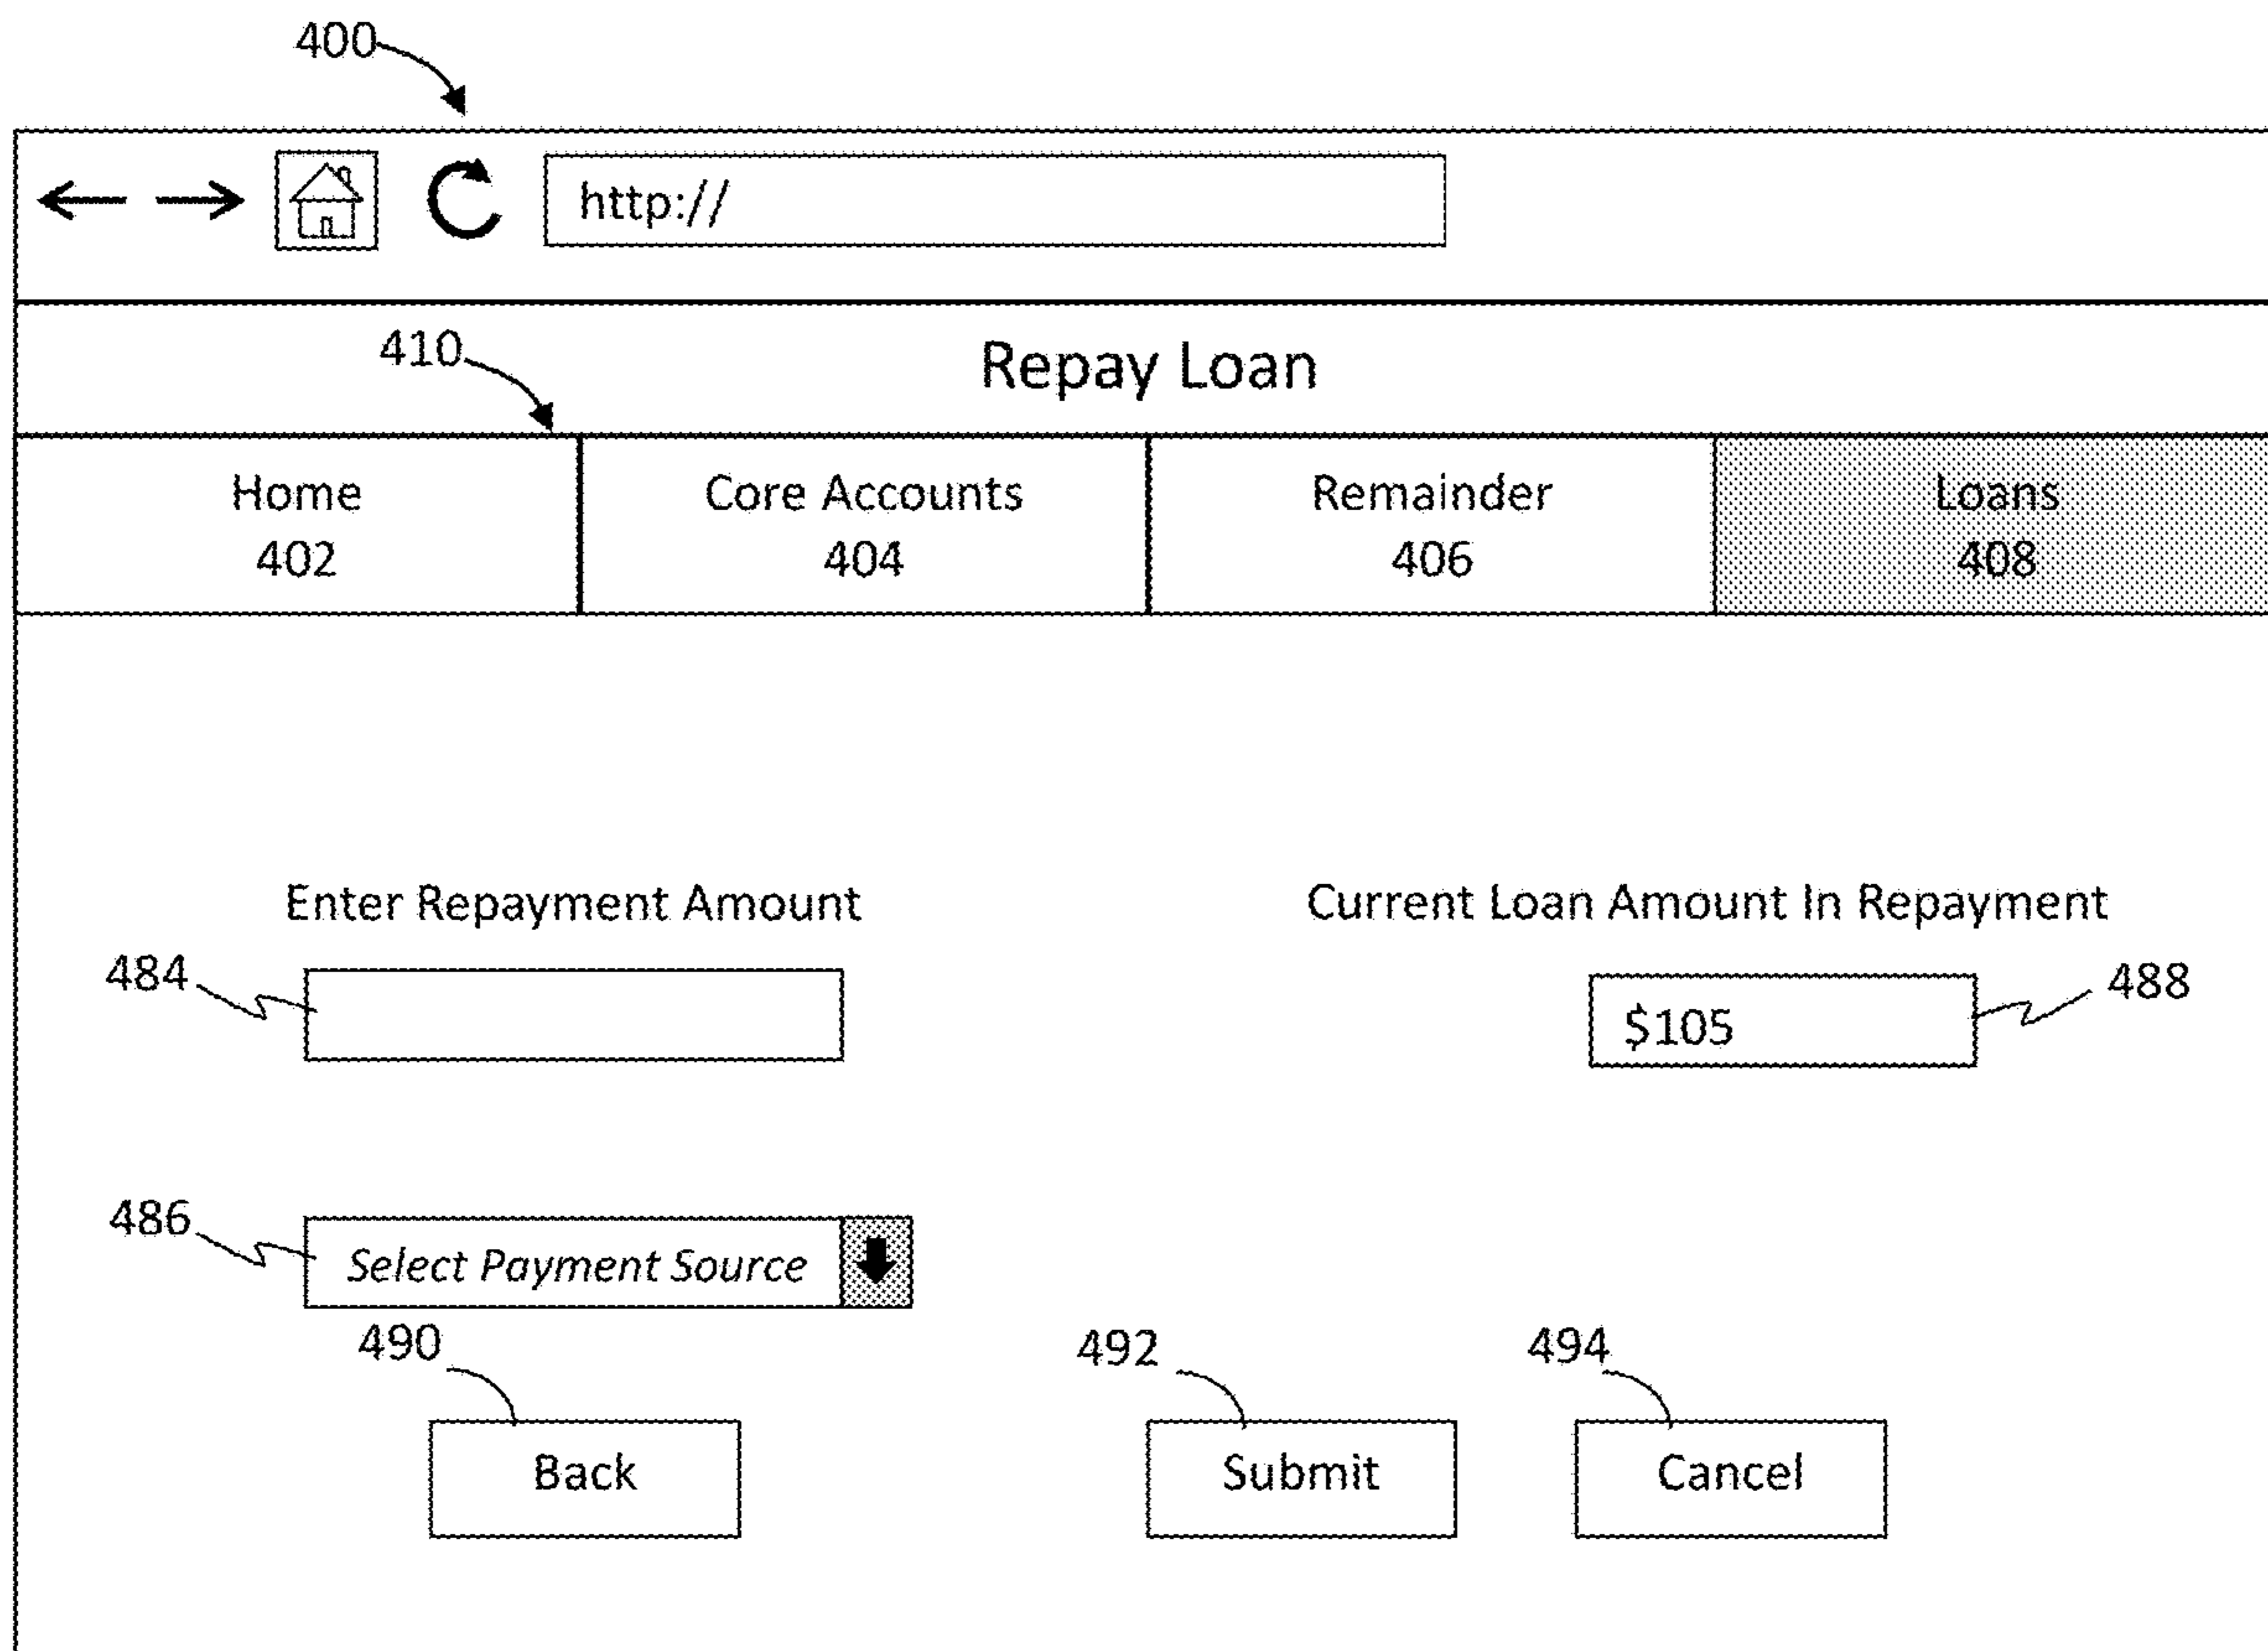 400
http://
410
Repay Loan
Home
402
Core Accounts
404
Remainder
406
Loans
408
Enter Repayment Amount
484
Current Loan Amount In Repayment
$105
488
486
Select Payment Source
490
Back
492
Submit
494
Cancel